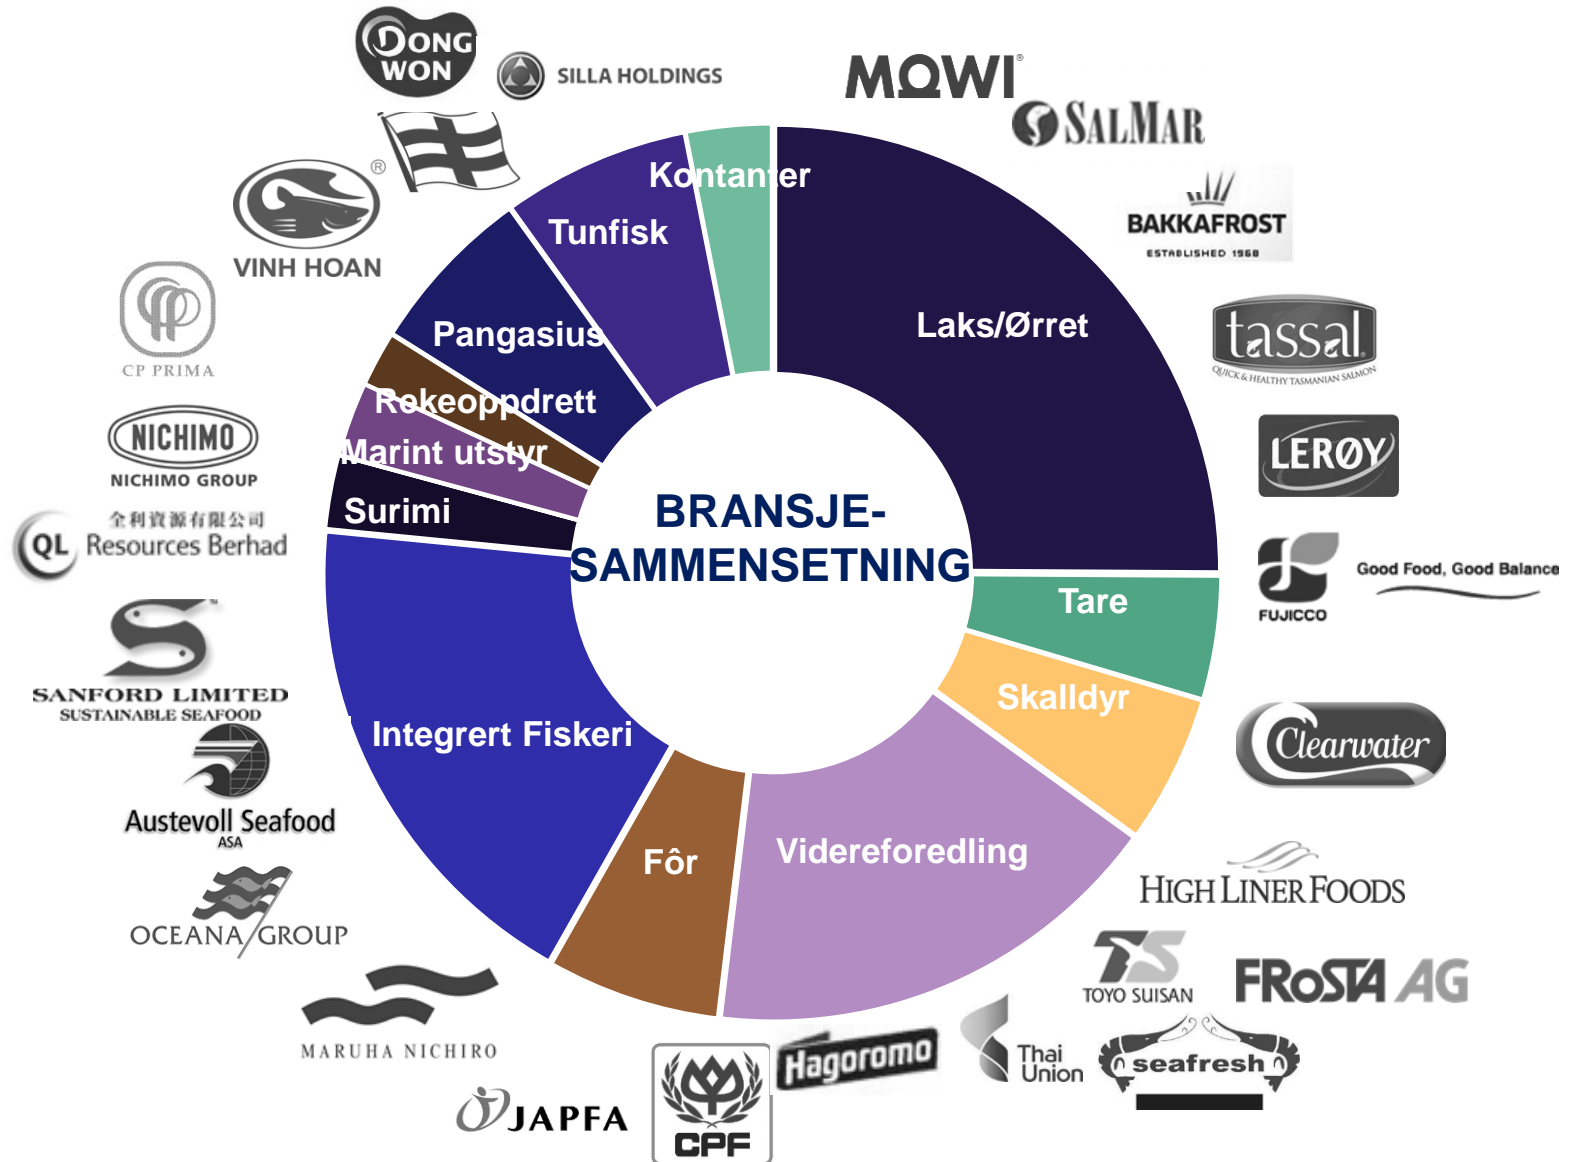 DONG
WON
SILLA HOLDINGS
MOWI®
SALMAR
BAKKAFROST
ESTABLISHED 1968
tassal
QUICK & HEALTHY TASMANIAN SALMON
LERØY
FUJICCO
Good Food, Good Balance
Clearwater
HIGH LINER FOODS
TS
TOYO SUISAN
FRoSTA AG
seafresh
Thai
Union
Hagoromo
CPF
JAPFA
MARUHA NICHIRO
OCEANA GROUP
Austevoll Seafood
ASA
SANFORD LIMITED
SUSTAINABLE SEAFOOD
QL
全利資源有限公司
Resources Berhad
NICHIMO
NICHIMO GROUP
CP PRIMA
®
VINH HOAN
Kontanter
Laks/Ørret
Tare
Skalldyr
Videreforedling
Fôr
Integrert Fiskeri
Surimi
Marint utstyr
Rekeoppdrett
Pangasius
Tunfisk
BRANSJE-
SAMMENSETNING